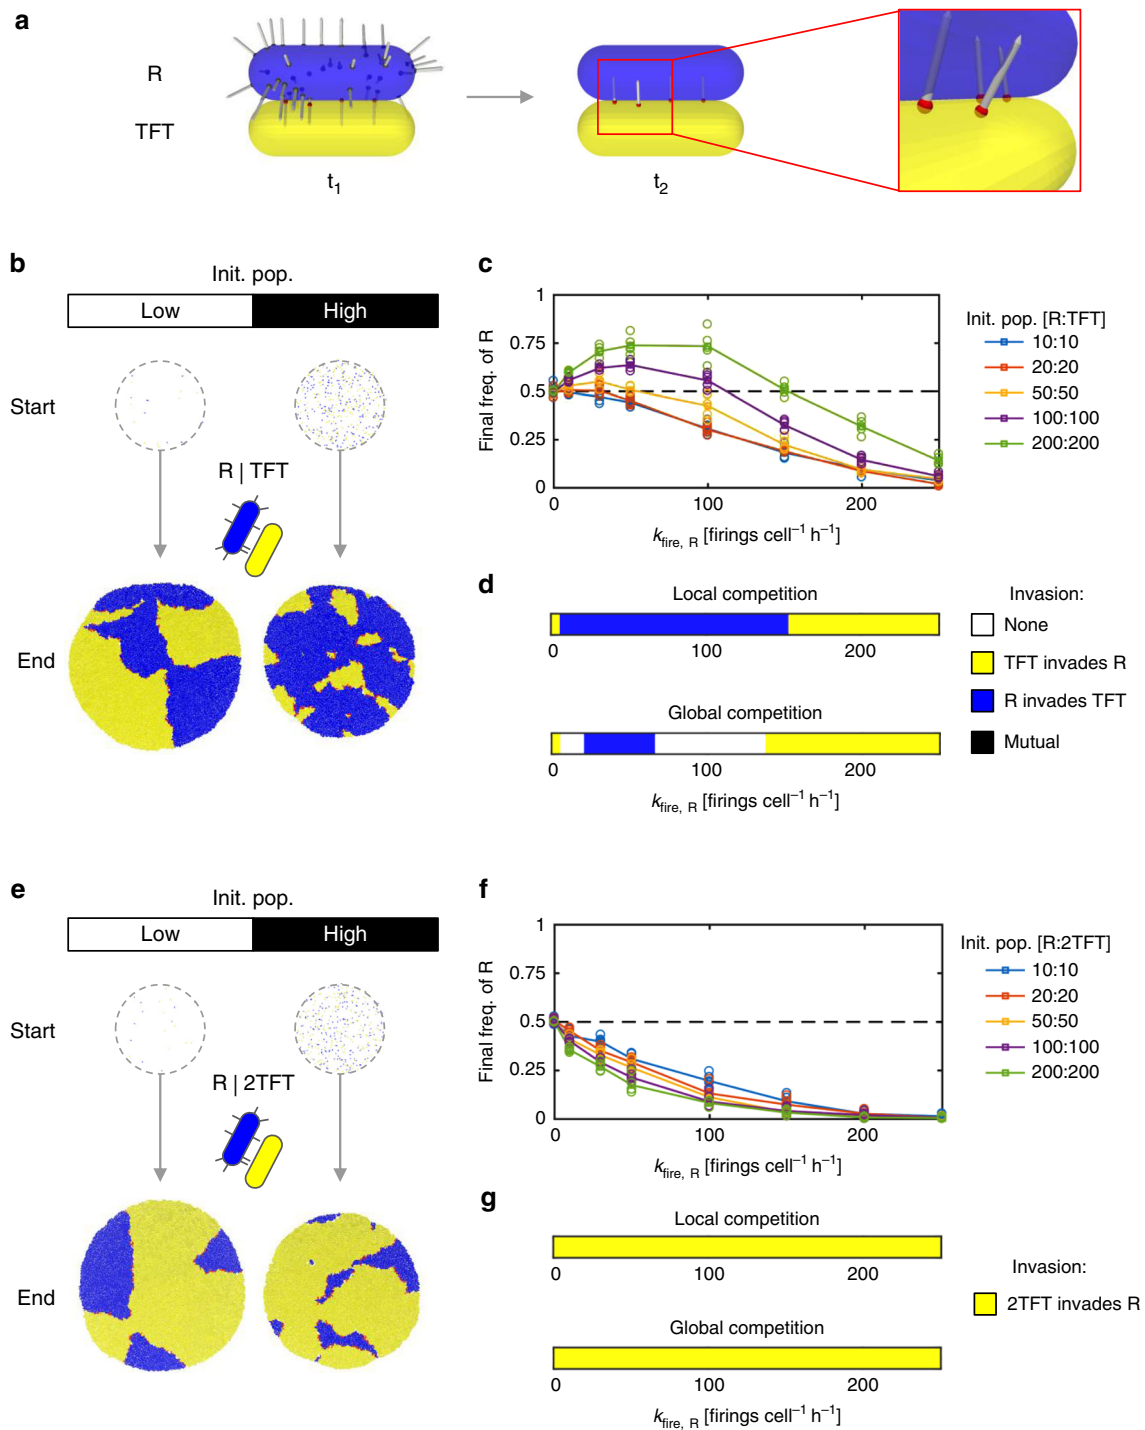 a
R
TFT
t1
t2
b
Init. pop.
Low
High
Start
R | TFT
End
c
Final freq. of R
1
0.75
0.5
0.25
0
0
100
200
kfire, R [firings cell–1 h–1]
Init. pop. [R:TFT]
10:10
20:20
50:50
100:100
200:200
d
Local competition
0
100
200
Global competition
0
100
200
kfire, R [firings cell–1 h–1]
Invasion:
None
TFT invades R
R invades TFT
Mutual
e
Init. pop.
Low
High
Start
R | 2TFT
End
f
Final freq. of R
1
0.75
0.5
0.25
0
0
100
200
kfire, R [firings cell–1 h–1]
Init. pop. [R:2TFT]
10:10
20:20
50:50
100:100
200:200
g
Local competition
0
100
200
Global competition
0
100
200
kfire, R [firings cell–1 h–1]
Invasion:
2TFT invades R